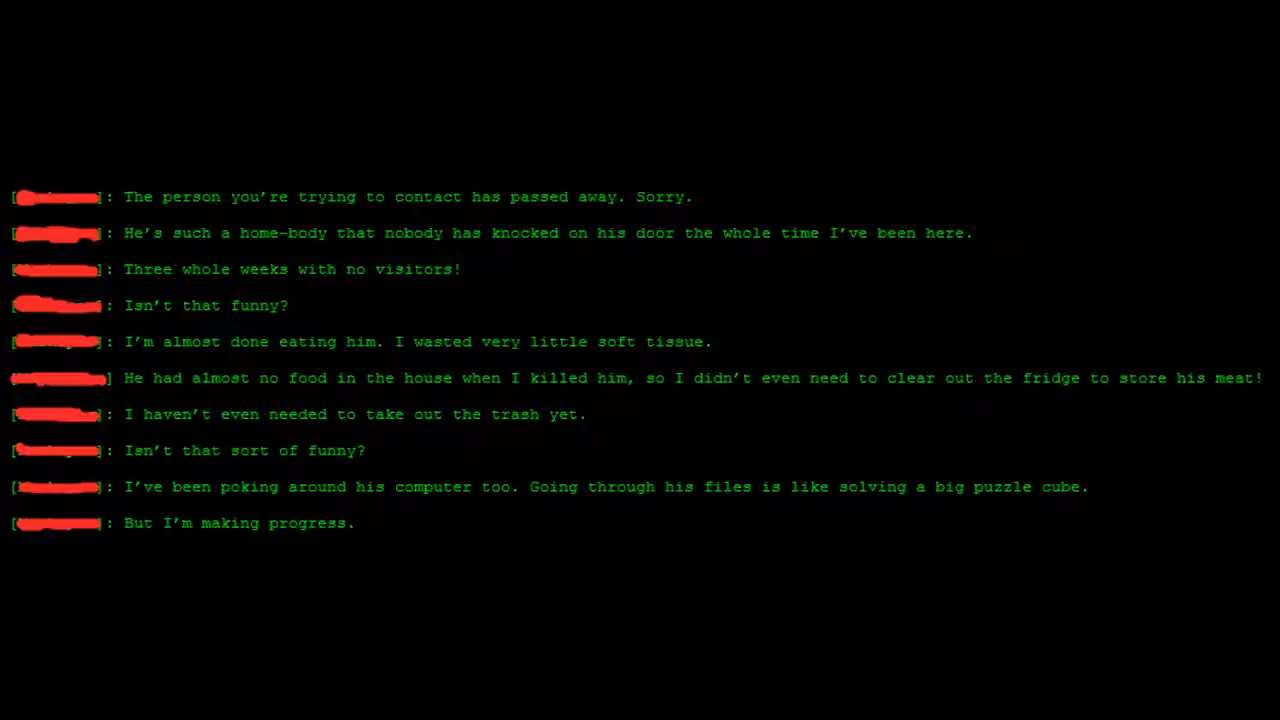 []: The person you're trying to contact has passed away. Sorry.
[]: He's such a home-body that nobody has knocked on his door the whole time I've been here.
[]: Three whole weeks with no visitors!
[]: Isn't that funny?
[]: I'm almost done eating him. I wasted very little soft tissue.
] He had almost no food in the house when I killed him, so I didn't even need to clear out the fridge to store his meat!
[]: I haven't even needed to take out the trash yet.
[]: Isn't that sort of funny?
[]: I've been poking around his computer too. Going through his files is like solving a big puzzle cube.
[]: But I'm making progress.